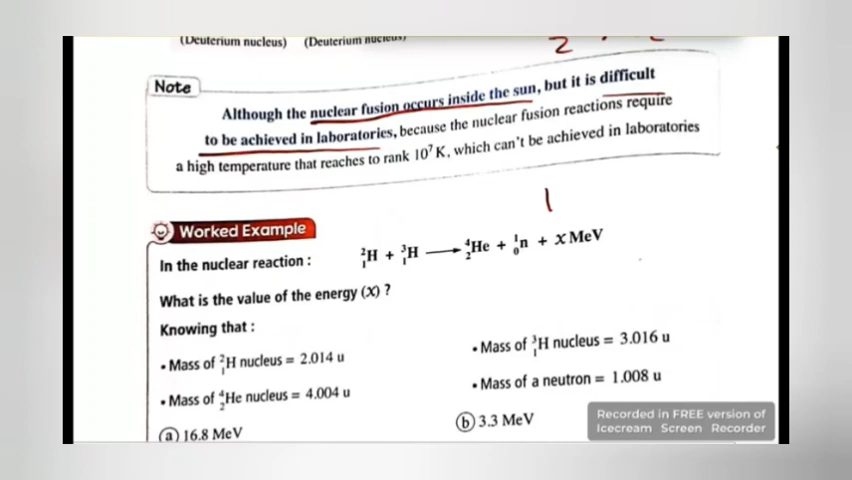 (Deuterium nucleus) (Deuterium nucleus)
2
Note
Although the nuclear fusion occurs inside the sun, but it is difficult
to be achieved in laboratories, because the nuclear fusion reactions require
a high temperature that reaches to rank 10⁷ K, which can't be achieved in laboratories
Worked Example
In the nuclear reaction : ²₁H + ³₁H ⟶ ⁴₂He + ¹₀n + x MeV
What is the value of the energy (x) ?
Knowing that :
• Mass of ²₁H nucleus = 2.014 u • Mass of ³₁H nucleus = 3.016 u
• Mass of ⁴₂He nucleus = 4.004 u • Mass of a neutron = 1.008 u
ⓐ 16.8 MeV ⓑ 3.3 MeV
Recorded in FREE version of
Icecream Screen Recorder